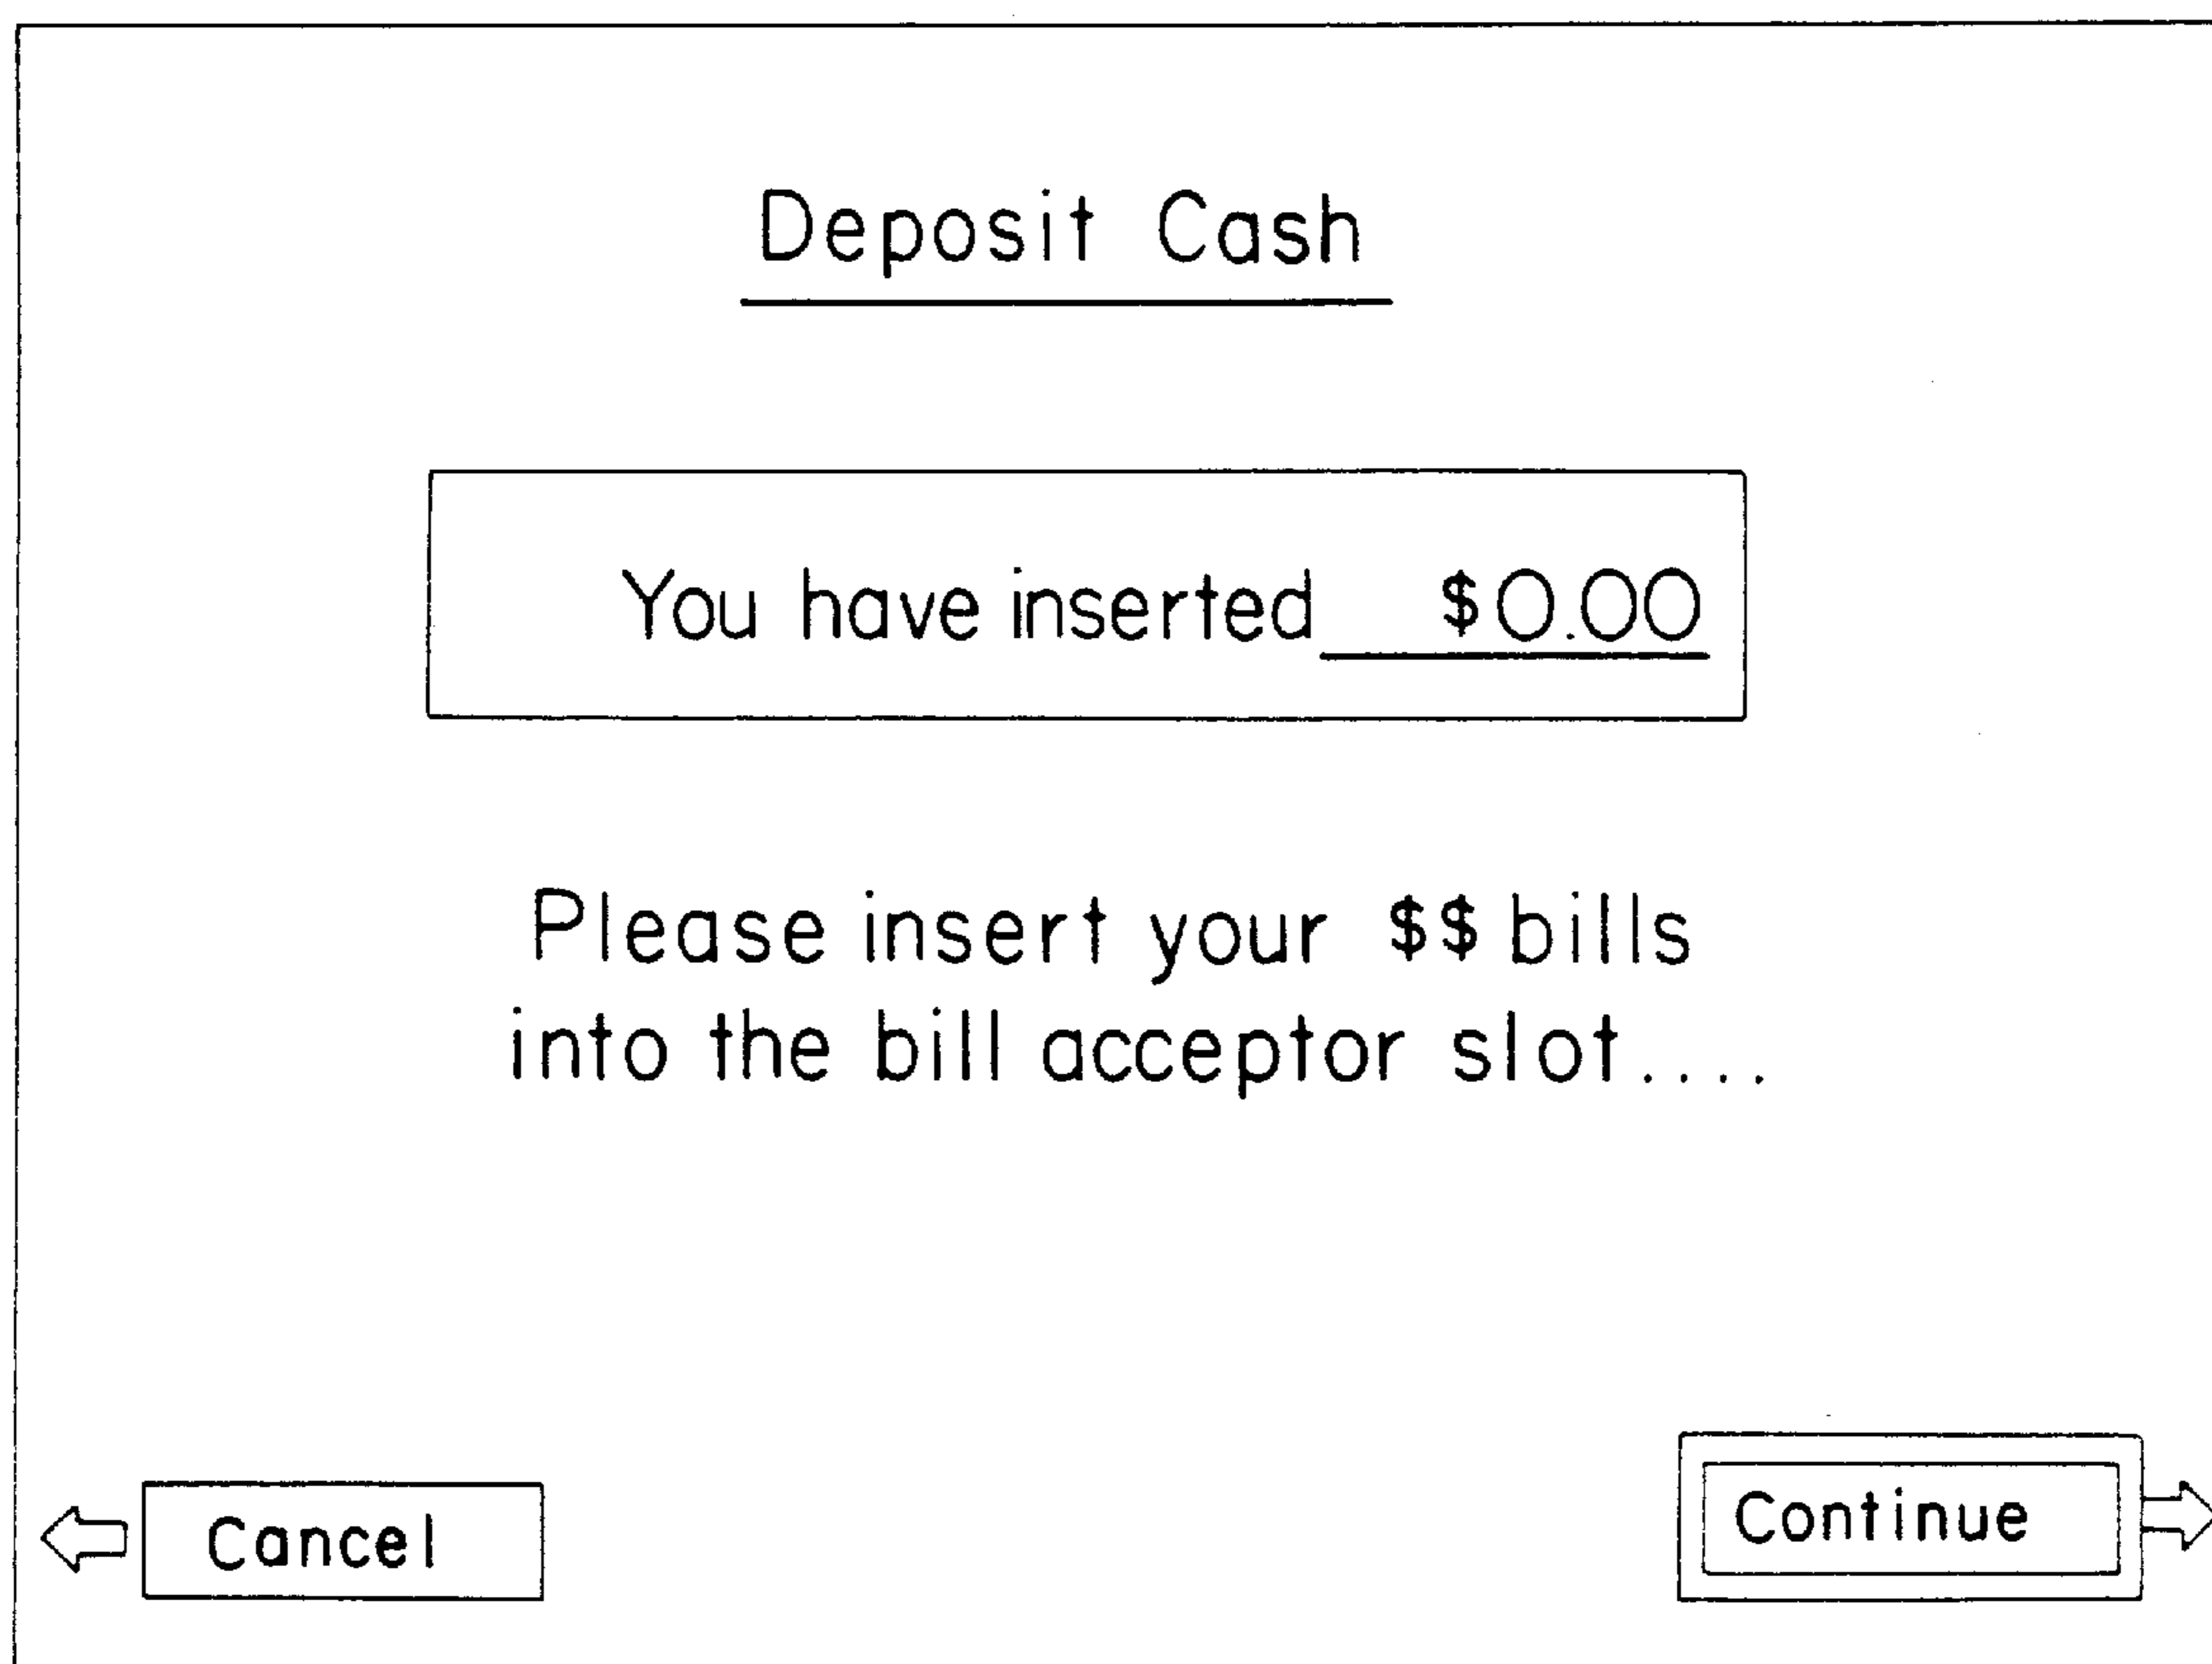 Deposit Cash
You have inserted $0.00
Please insert your $$ bills
into the bill acceptor slot....
Cancel
Continue